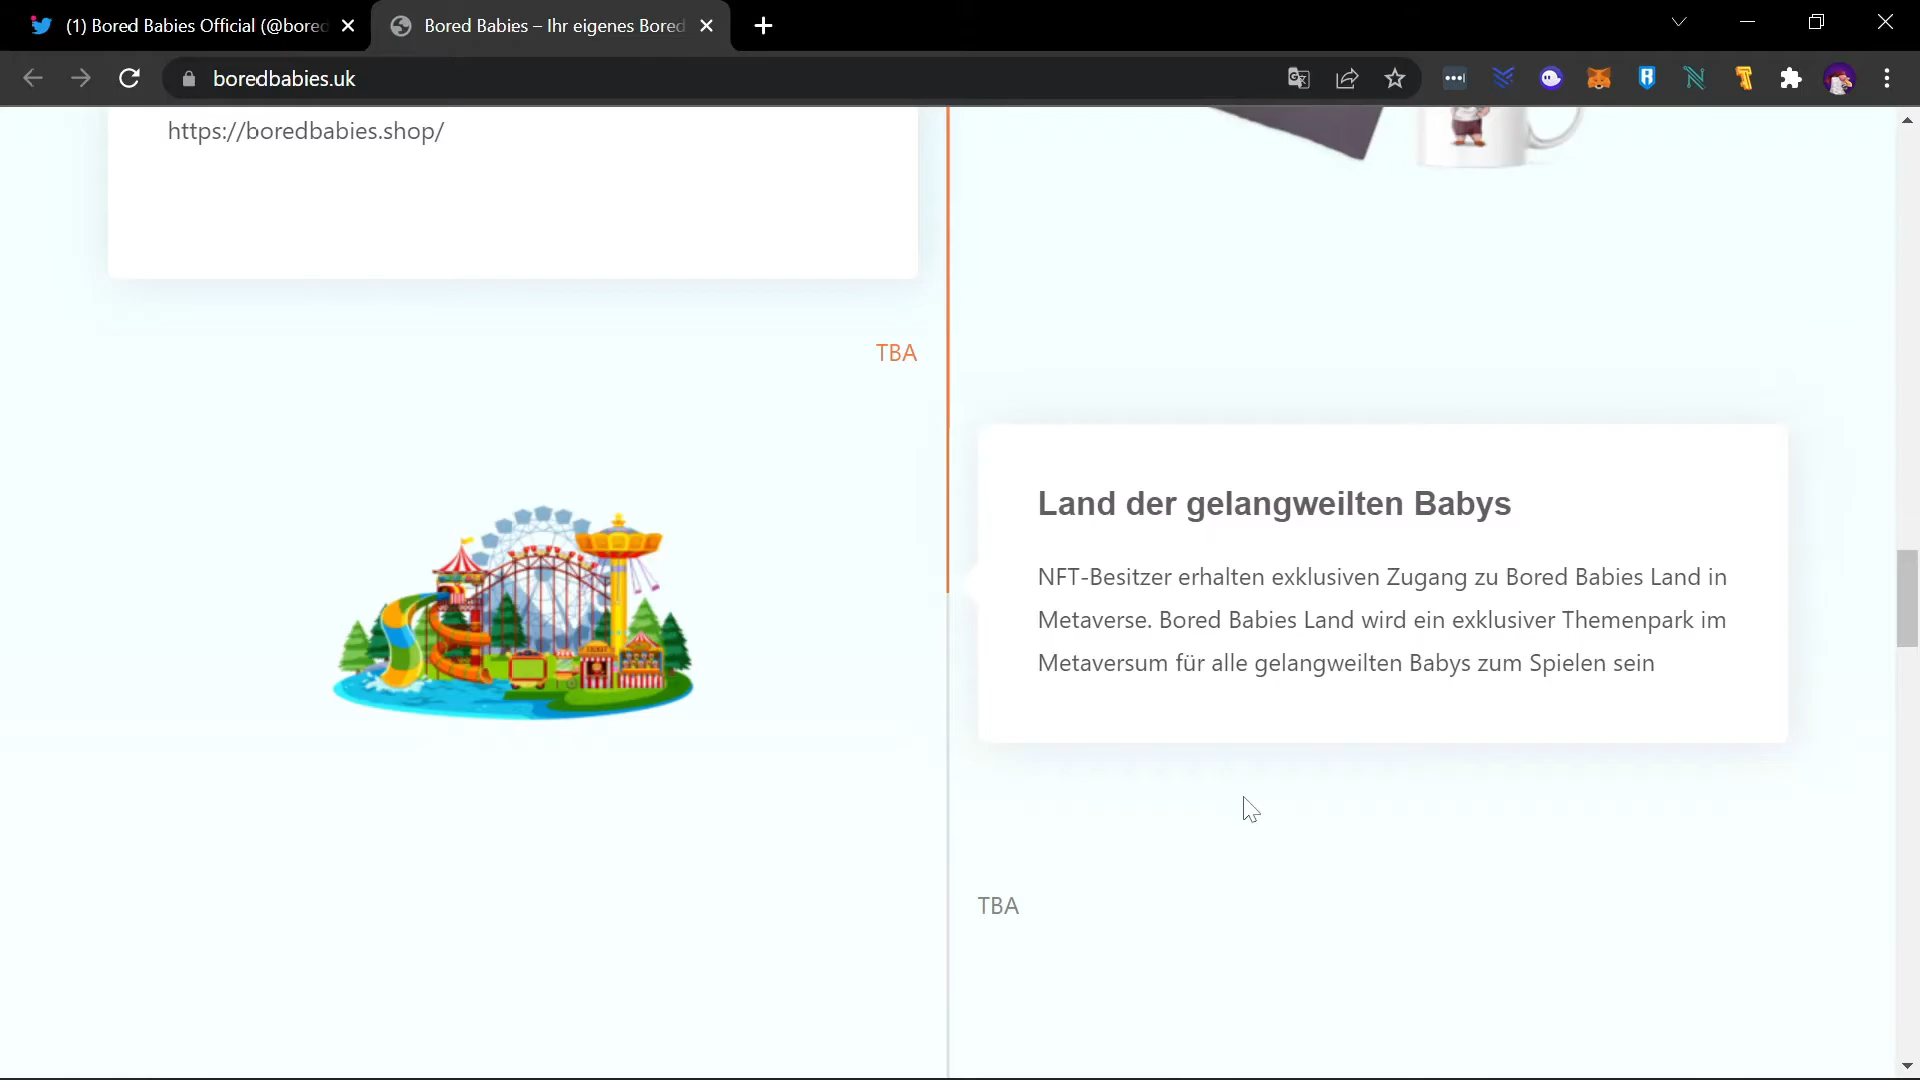 (1) Bored Babies Official (@bored
Bored Babies – Ihr eigenes Bored
boredbabies.uk
https://boredbabies.shop/
TBA
Land der gelangweilten Babys
NFT-Besitzer erhalten exklusiven Zugang zu Bored Babies Land in
Metaverse. Bored Babies Land wird ein exklusiver Themenpark im
Metaversum für alle gelangweilten Babys zum Spielen sein
TBA